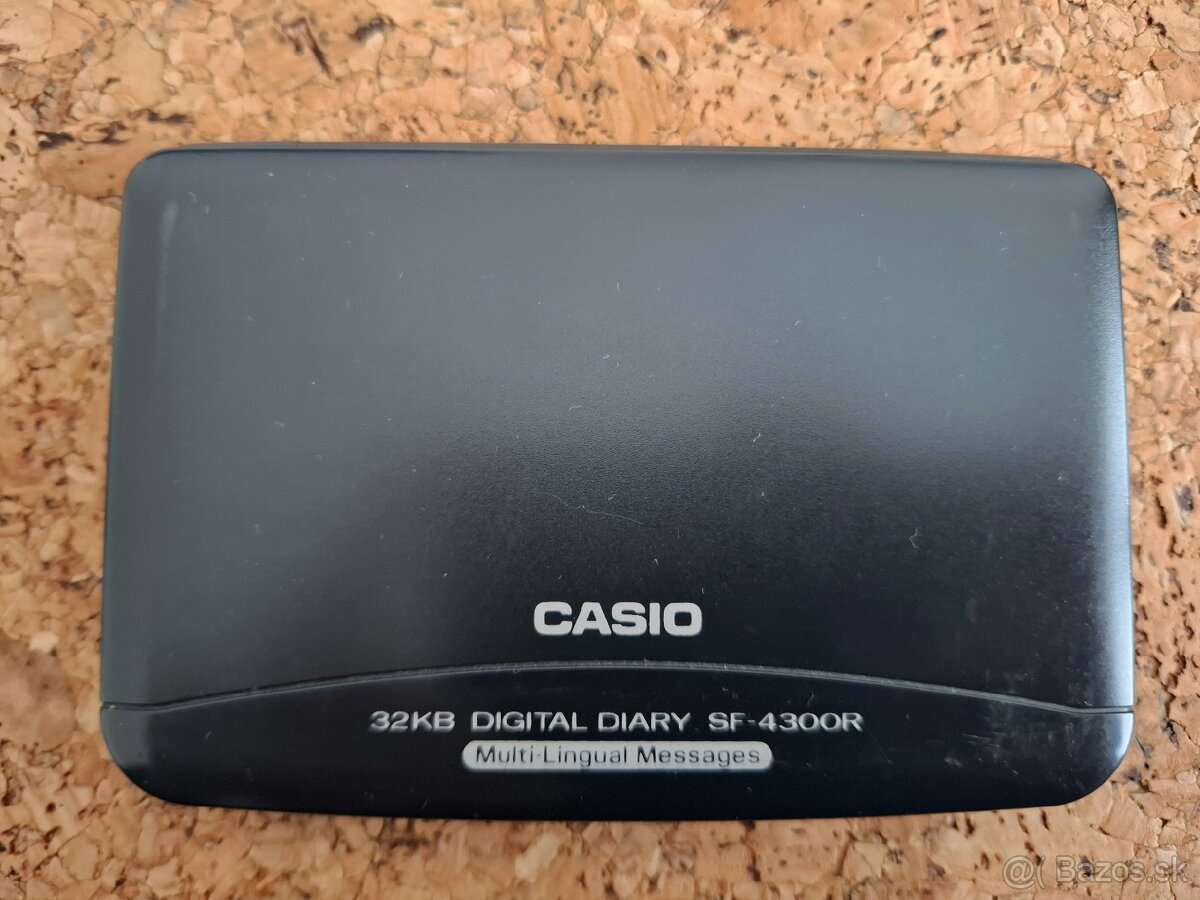 CASIO
32KB DIGITAL DIARY SF-4300R
Multi-Lingual Messages
@( Bazos.sk